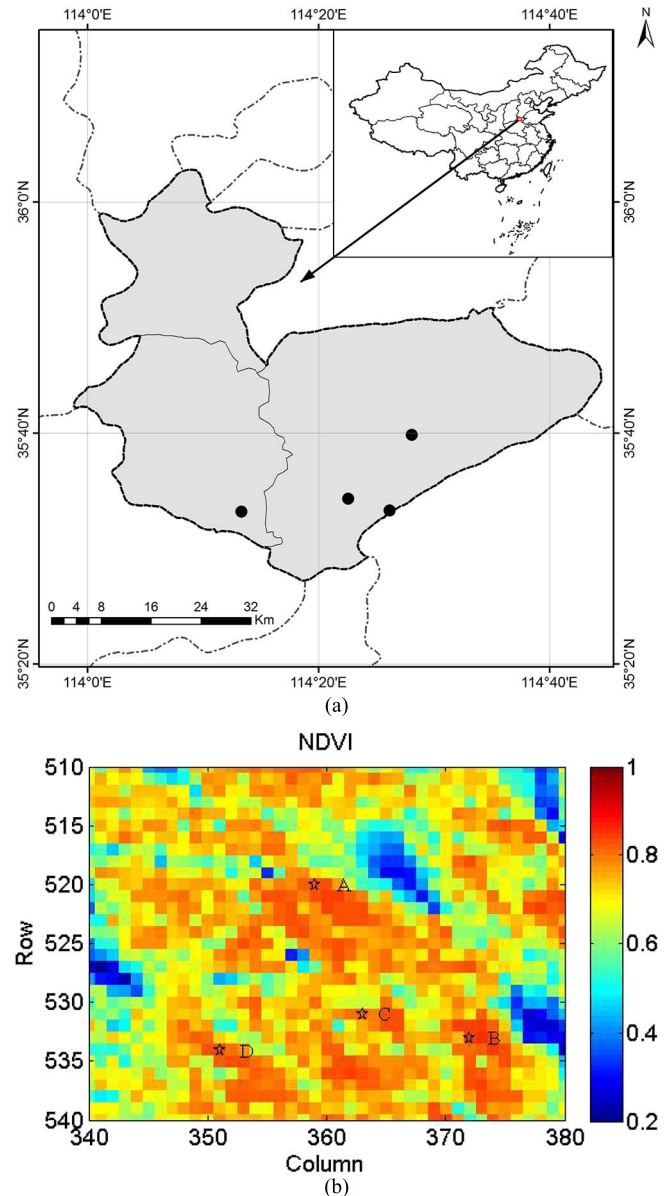 114°0'E 114°20'E 114°40'E
N
36°0'N 36°0'N
35°40'N 35°40'N
35°20'N 35°20'N
0 4 8 16 24 32
Km
114°0'E 114°20'E 114°40'E
(a)
NDVI
510
515
520
525
530
535
540
Row
A
C
B
D
1
0.8
0.6
0.4
0.2
340 350 360 370 380
Column
(b)